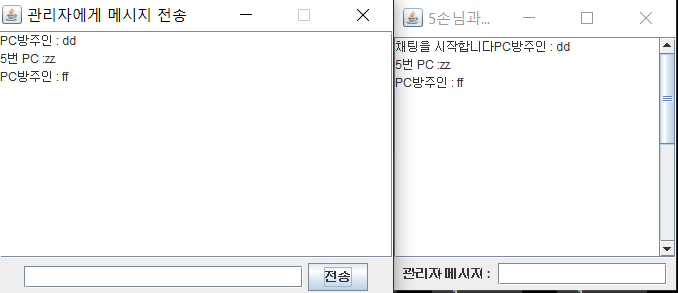 관리자에게 메시지 전송
PC방주인 : dd
5번 PC :zz
PC방주인 : ff
전송
5손님과...
채팅을 시작합니다PC방주인 : dd
5번 PC :zz
PC방주인 : ff
관리자 메시지 :